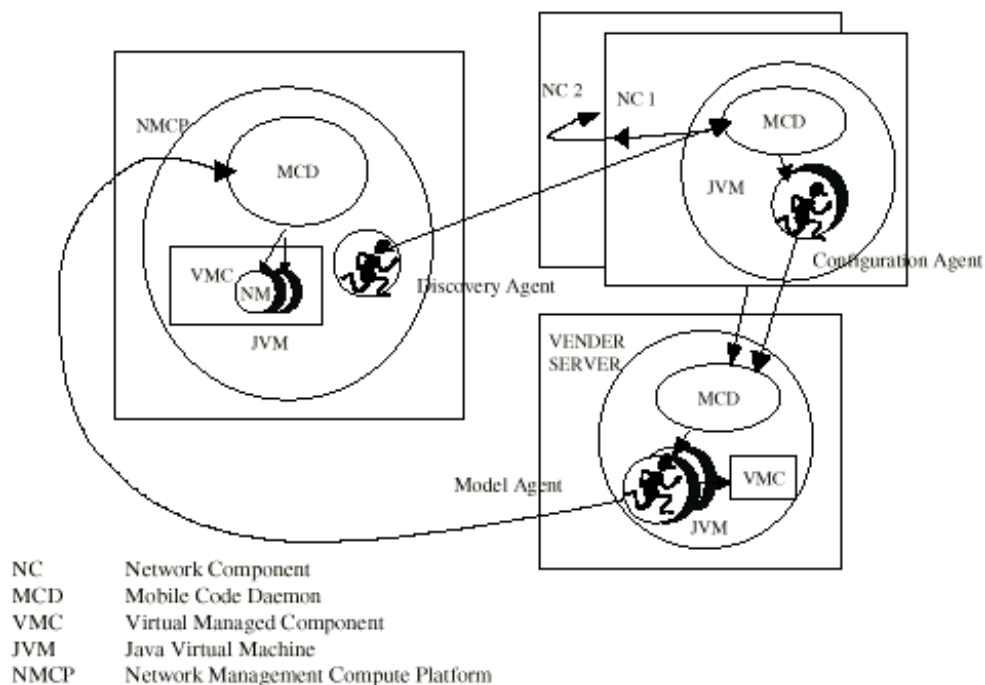 NMCP
MCD
VMC
NM
JVM
Discovery Agent
NC 2
NC 1
MCD
JVM
Configuration Agent
VENDER
SERVER
MCD
Model Agent
VMC
JVM
NC Network Component
MCD Mobile Code Daemon
VMC Virtual Managed Component
JVM Java Virtual Machine
NMCP Network Management Compute Platform